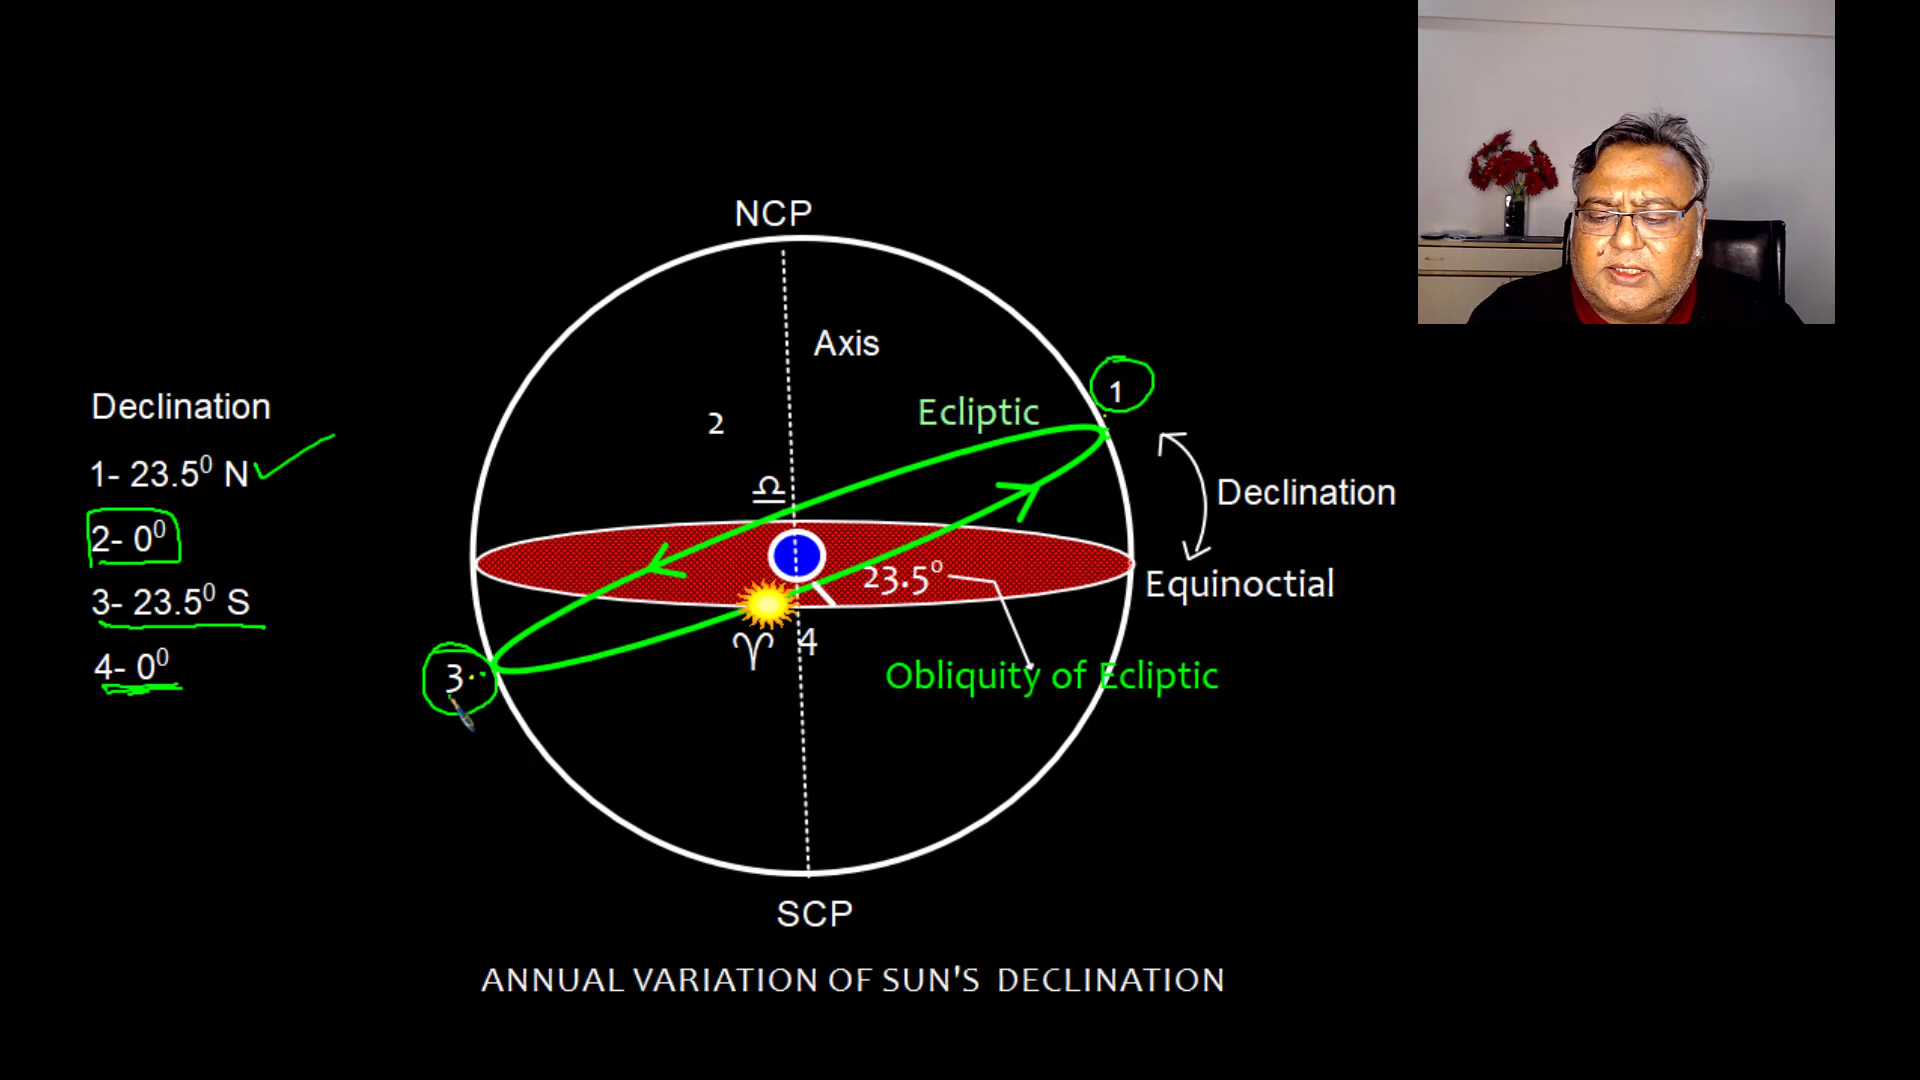 NCP
Axis
1
Ecliptic
2
Declination
1- 23.5⁰ N
♎
Declination
2- 0⁰
23.5⁰
Equinoctial
3- 23.5⁰ S
♈ 4
4- 0⁰
3
Obliquity of Ecliptic
SCP
ANNUAL VARIATION OF SUN'S DECLINATION